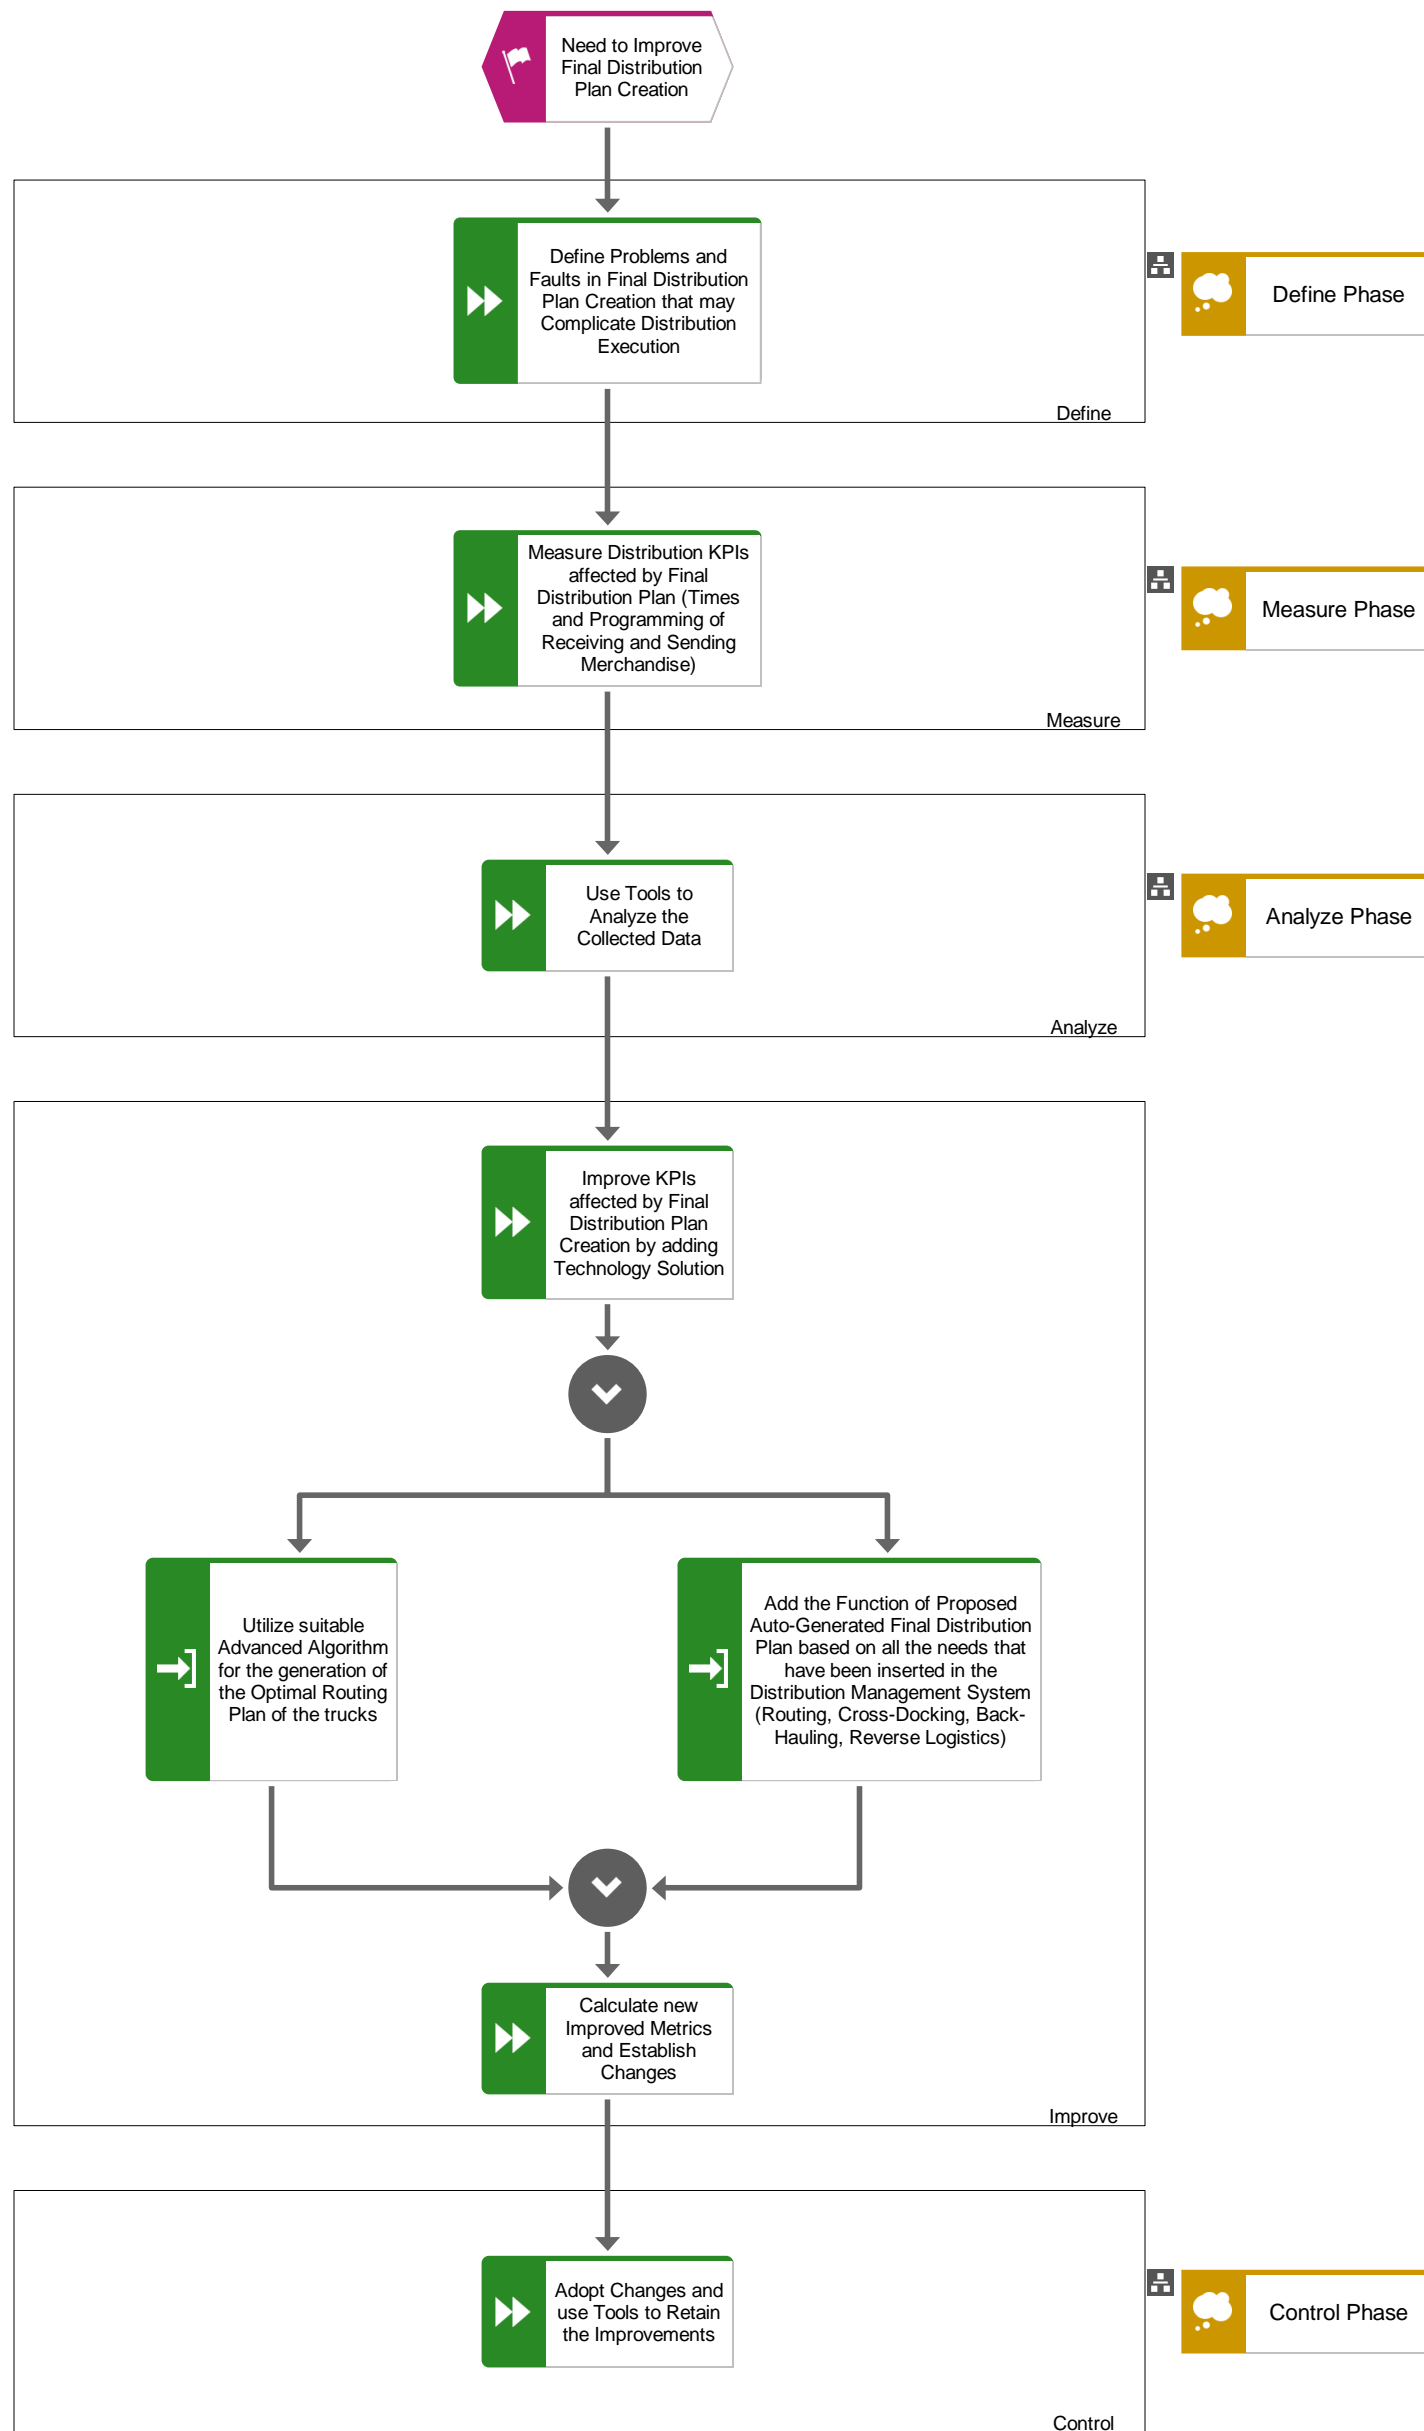 Need to Improve
Final Distribution
Plan Creation
Define Problems and
Faults in Final Distribution
Plan Creation that may
Complicate Distribution
Execution
Define Phase
Define
Measure Distribution KPIs
affected by Final
Distribution Plan (Times
and Programming of
Receiving and Sending
Merchandise)
Measure Phase
Measure
Use Tools to
Analyze the
Collected Data
Analyze Phase
Analyze
Improve KPIs
affected by Final
Distribution Plan
Creation by adding
Technology Solution
Utilize suitable
Advanced Algorithm
for the generation of
the Optimal Routing
Plan of the trucks
Add the Function of Proposed
Auto-Generated Final Distribution
Plan based on all the needs that
have been inserted in the
Distribution Management System
(Routing, Cross-Docking, Back-
Hauling, Reverse Logistics)
Calculate new
Improved Metrics
and Establish
Changes
Improve
Adopt Changes and
use Tools to Retain
the Improvements
Control Phase
Control